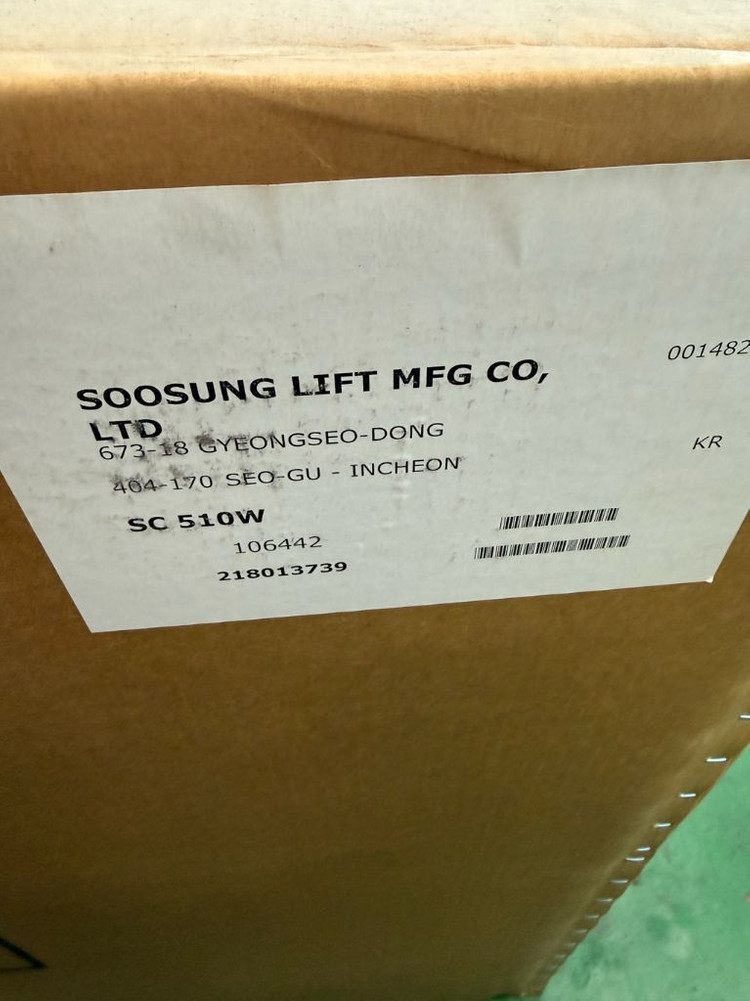 001482
SOOSUNG LIFT MFG CO,
LTD
673-18 GYEONGSEO-DONG
KR
404-170 SEO-GU - INCHEON
SC 510W
106442
218013739